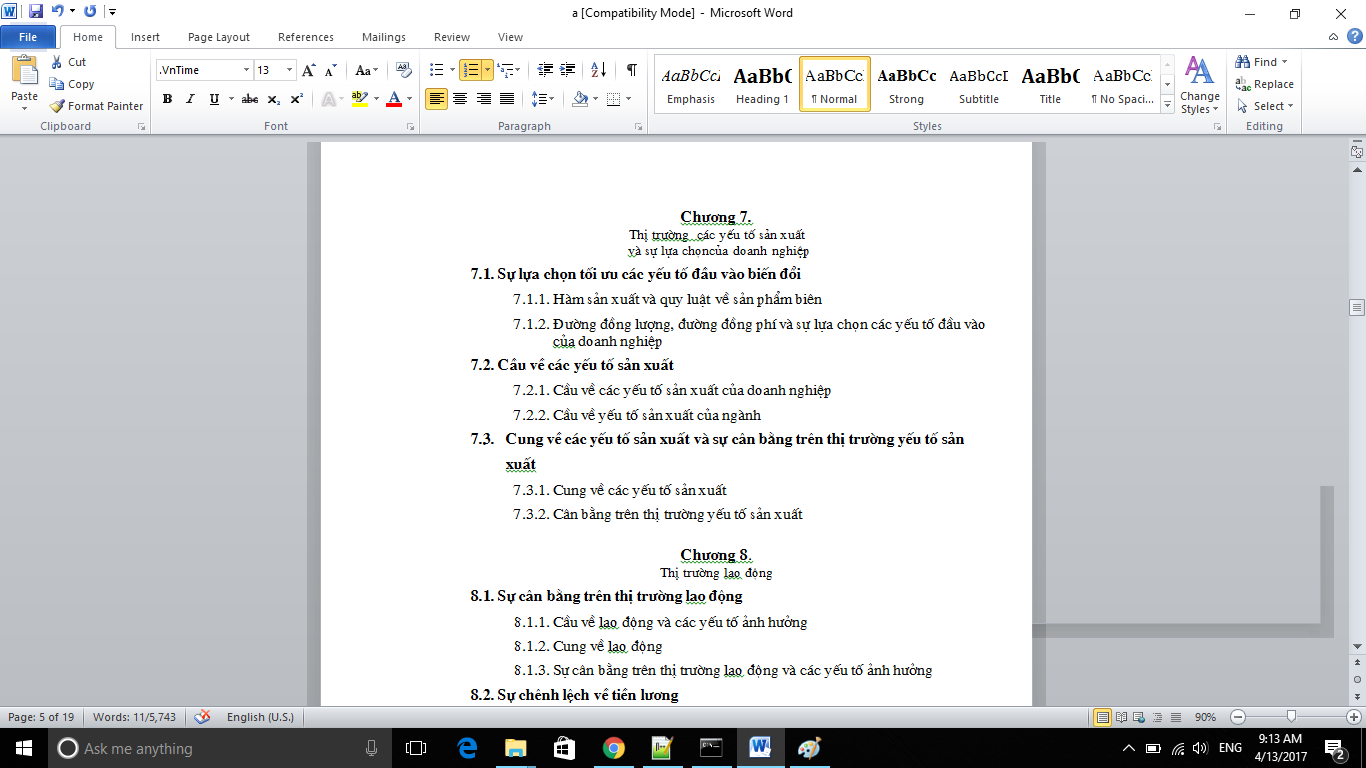 a [Compatibility Mode] - Microsoft Word
File Home Insert Page Layout References Mailings Review View
Paste
Cut
Copy
Format Painter
Clipboard
.VnTime 13
Font
Paragraph
AaBbCcI AaBbC AaBbCc AaBbCc AaBbCcD AaBbC AaBbCc
Emphasis Heading 1 ¶ Normal Strong Subtitle Title ¶ No Spaci...
Change Styles
Styles
Find
Replace
Select
Editing
Chương 7.
Thị trường các yếu tố sản xuất
và sự lựa chọncủa doanh nghiệp
7.1. Sự lựa chọn tối ưu các yếu tố đầu vào biến đổi
7.1.1. Hàm sản xuất và quy luật về sản phẩm biên
7.1.2. Đường đồng lượng, đường đồng phí và sự lựa chọn các yếu tố đầu vào
của doanh nghiệp
7.2. Cầu về các yếu tố sản xuất
7.2.1. Cầu về các yếu tố sản xuất của doanh nghiệp
7.2.2. Cầu về yếu tố sản xuất của ngành
7.3. Cung về các yếu tố sản xuất và sự cân bằng trên thị trường yếu tố sản
xuất
7.3.1. Cung về các yếu tố sản xuất
7.3.2. Cân bằng trên thị trường yếu tố sản xuất
Chương 8.
Thị trường lao động
8.1. Sự cân bằng trên thị trường lao động
8.1.1. Cầu về lao động và các yếu tố ảnh hưởng
8.1.2. Cung về lao động
8.1.3. Sự cân bằng trên thị trường lao động và các yếu tố ảnh hưởng
8.2. Sự chênh lệch về tiền lương
Page: 5 of 19 Words: 11/5,743 English (U.S.) 90%
Ask me anything ENG 9:13 AM
4/13/2017 2